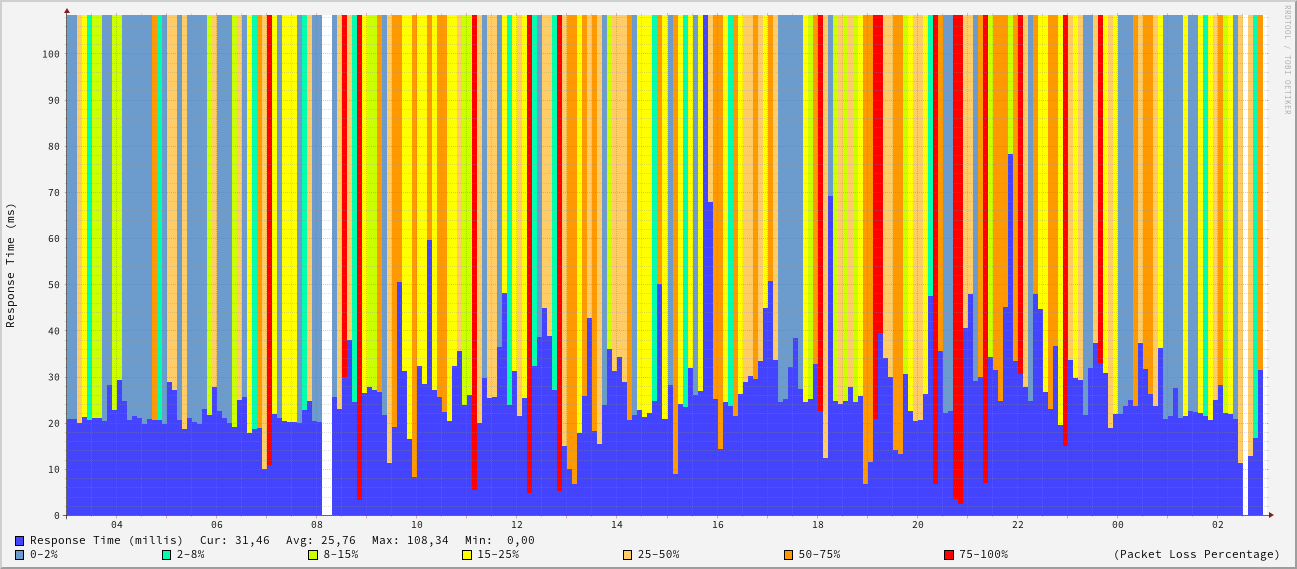 RRDTOOL / TOBI OETIKER
Response Time (ms)
100
90
80
70
60
50
40
30
20
10
0
04 06 08 10 12 14 16 18 20 22 00 02
Response Time (millis) Cur: 31,46 Avg: 25,76 Max: 108,34 Min: 0,00
0-2% 2-8% 8-15% 15-25% 25-50% 50-75% 75-100% (Packet Loss Percentage)